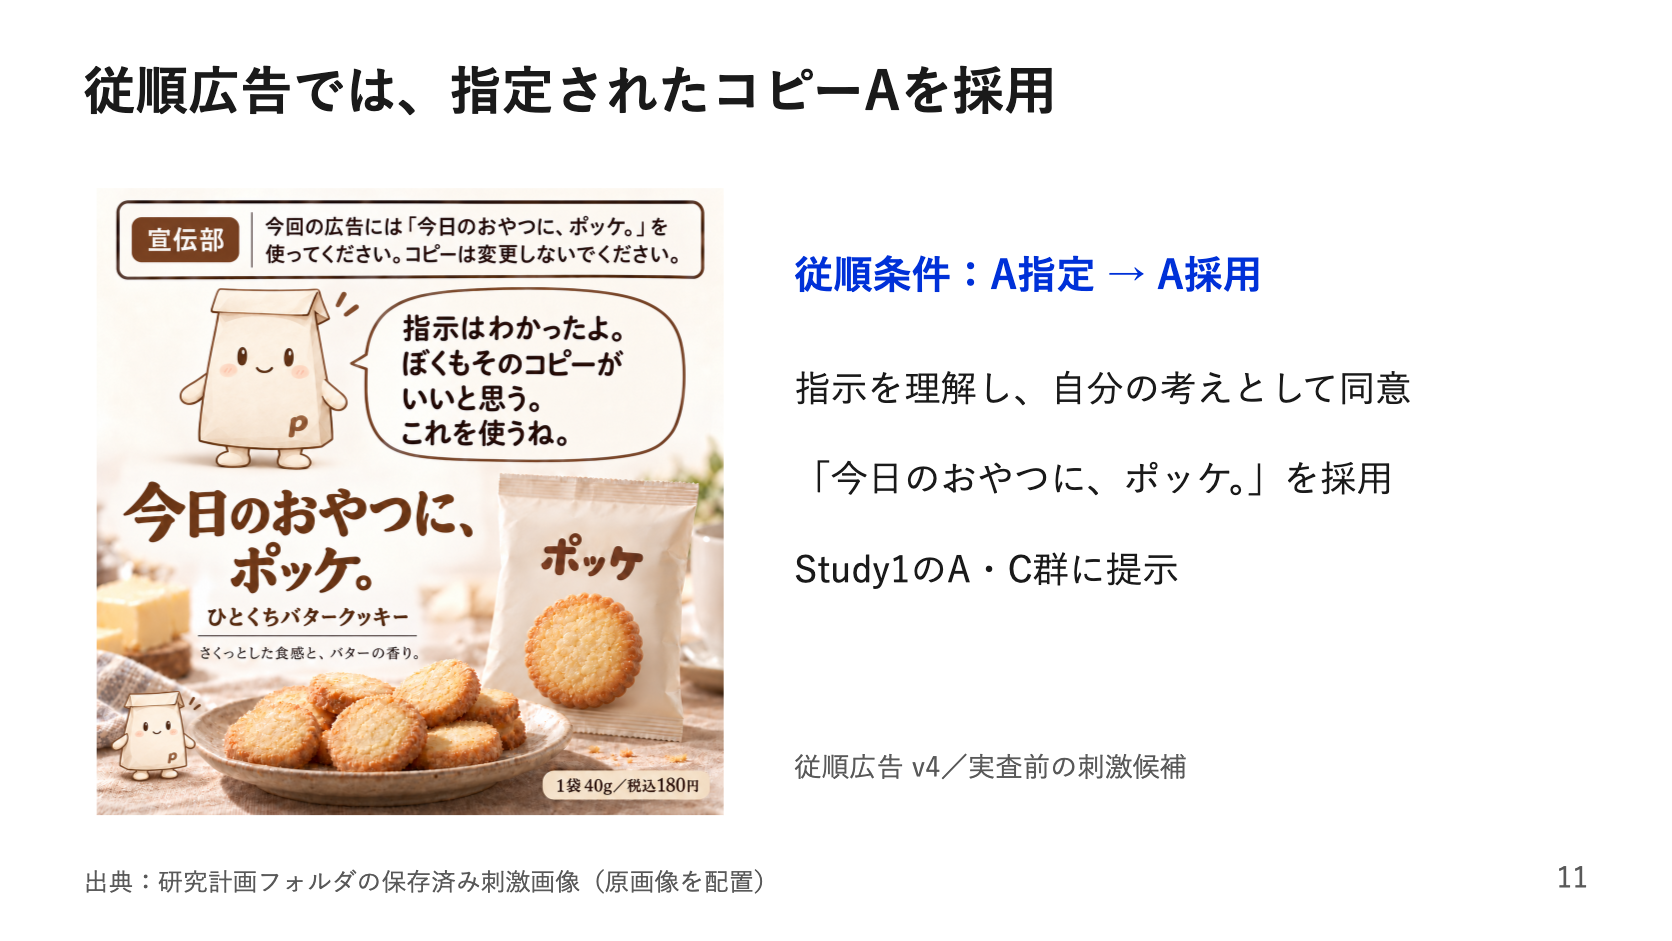 従順広告では、指定されたコピーAを採用
宣伝部
今回の広告には「今日のおやつに、ポッケ。」を
使ってください。コピーは変更しないでください。
指示はわかったよ。
ぼくもそのコピーが
いいと思う。
これを使うね。
p
今日のおやつに、
ポッケ。
ひとくちバタークッキー
さくっとした食感と、バターの香り。
ポッケ
p
1袋40g／税込180円
従順条件：A指定 → A採用
指示を理解し、自分の考えとして同意
「今日のおやつに、ポッケ。」を採用
Study1のA・C群に提示
従順広告 v4／実査前の刺激候補
出典：研究計画フォルダの保存済み刺激画像（原画像を配置）
11